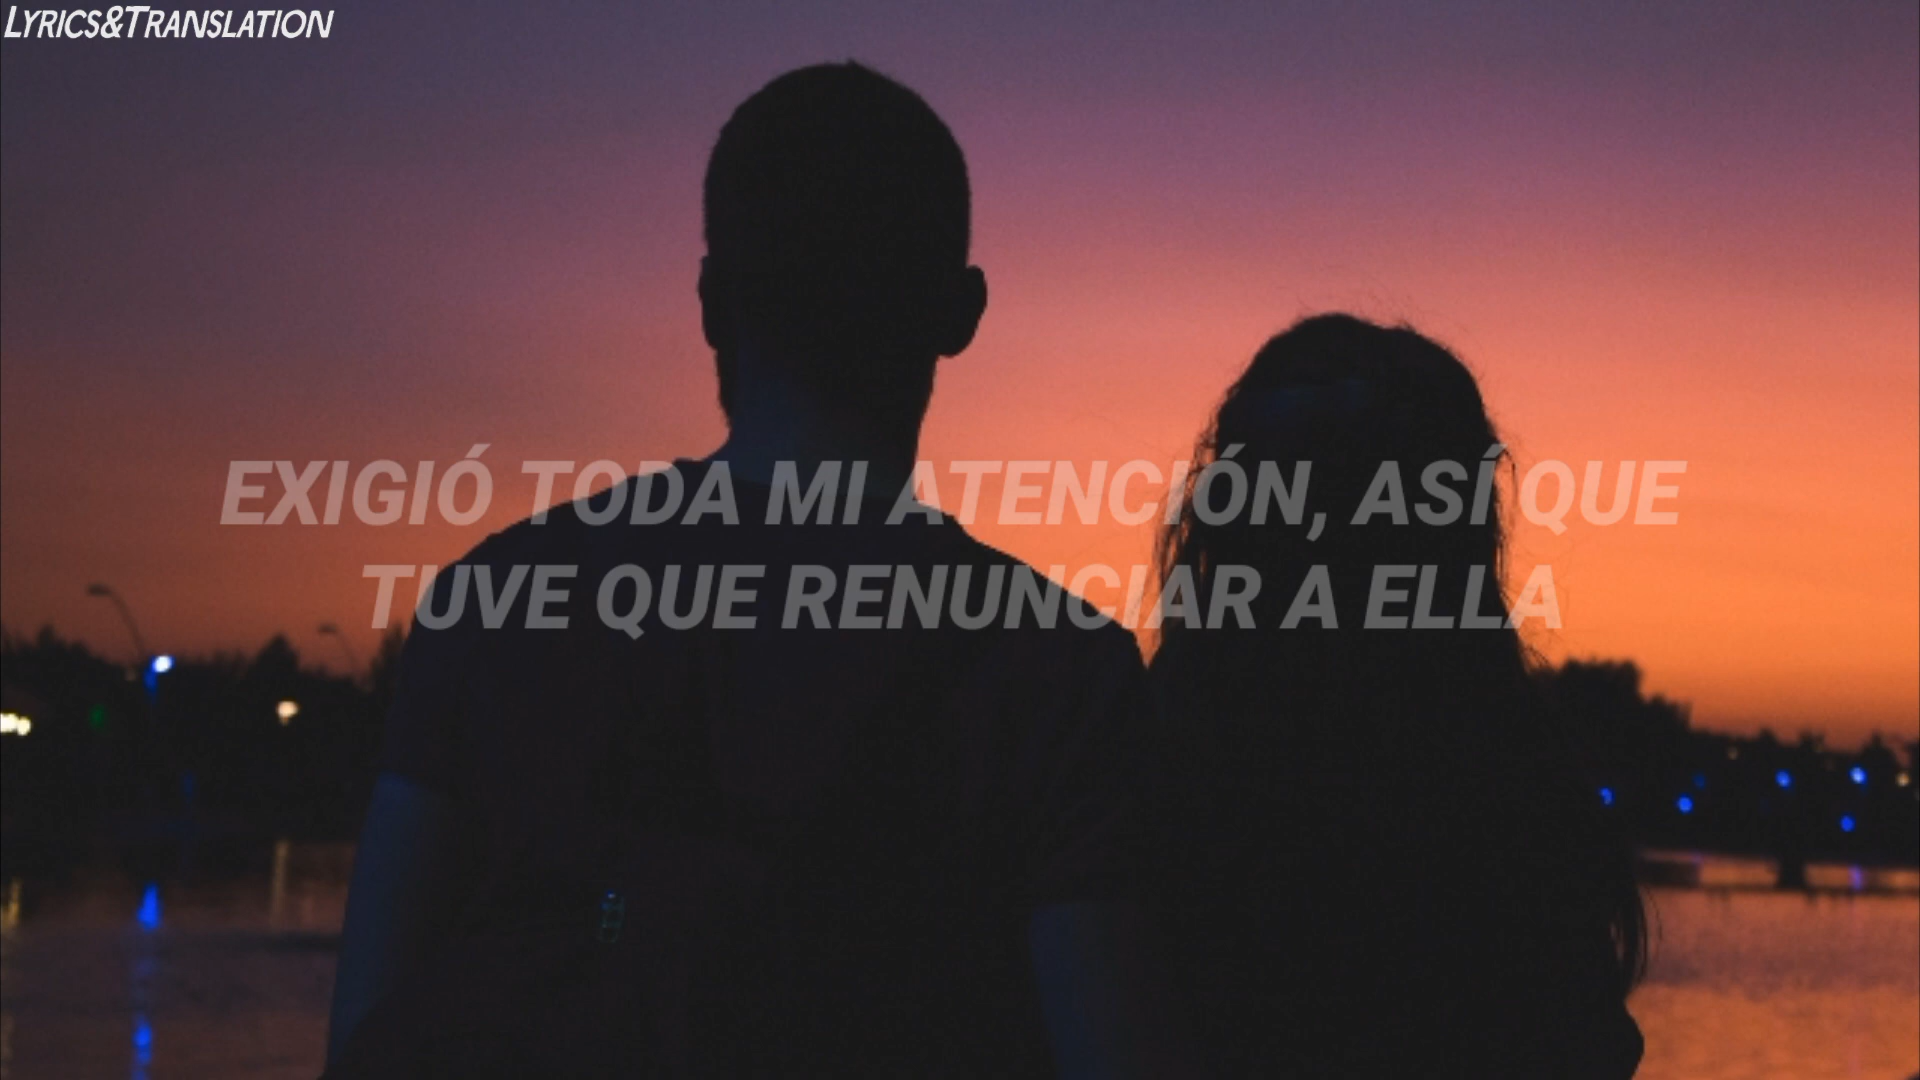 LYRICS&TRANSLATION
EXIGIÓ TODA MI ATENCIÓN, ASÍ QUE
TUVE QUE RENUNCIAR A ELLA